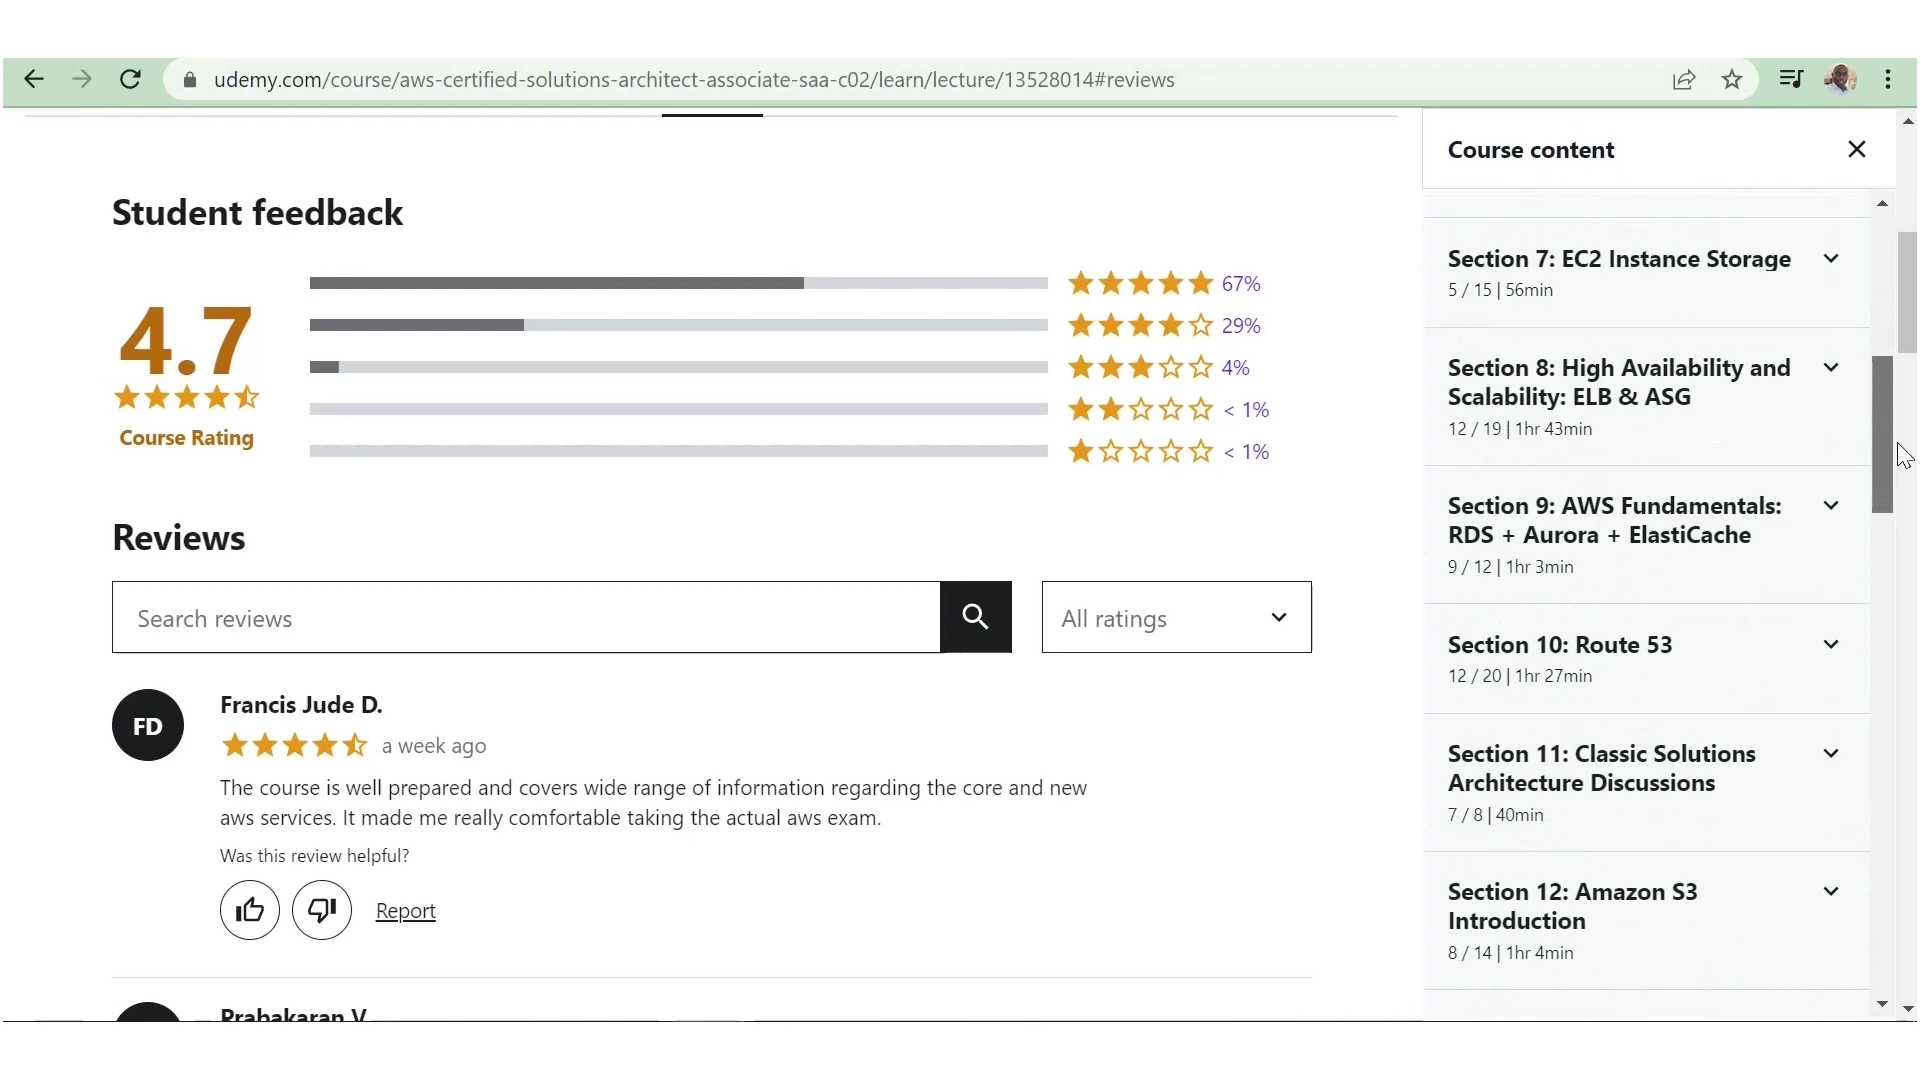 udemy.com/course/aws-certified-solutions-architect-associate-saa-c02/learn/lecture/13528014#reviews
Student feedback
4.7
Course Rating
67%
29%
4%
< 1%
< 1%
Reviews
Search reviews
All ratings
FD
Francis Jude D.
a week ago
The course is well prepared and covers wide range of information regarding the core and new
aws services. It made me really comfortable taking the actual aws exam.
Was this review helpful?
Report
Prabakaran V
Course content
Section 7: EC2 Instance Storage
5 / 15 | 56min
Section 8: High Availability and
Scalability: ELB & ASG
12 / 19 | 1hr 43min
Section 9: AWS Fundamentals:
RDS + Aurora + ElastiCache
9 / 12 | 1hr 3min
Section 10: Route 53
12 / 20 | 1hr 27min
Section 11: Classic Solutions
Architecture Discussions
7 / 8 | 40min
Section 12: Amazon S3
Introduction
8 / 14 | 1hr 4min